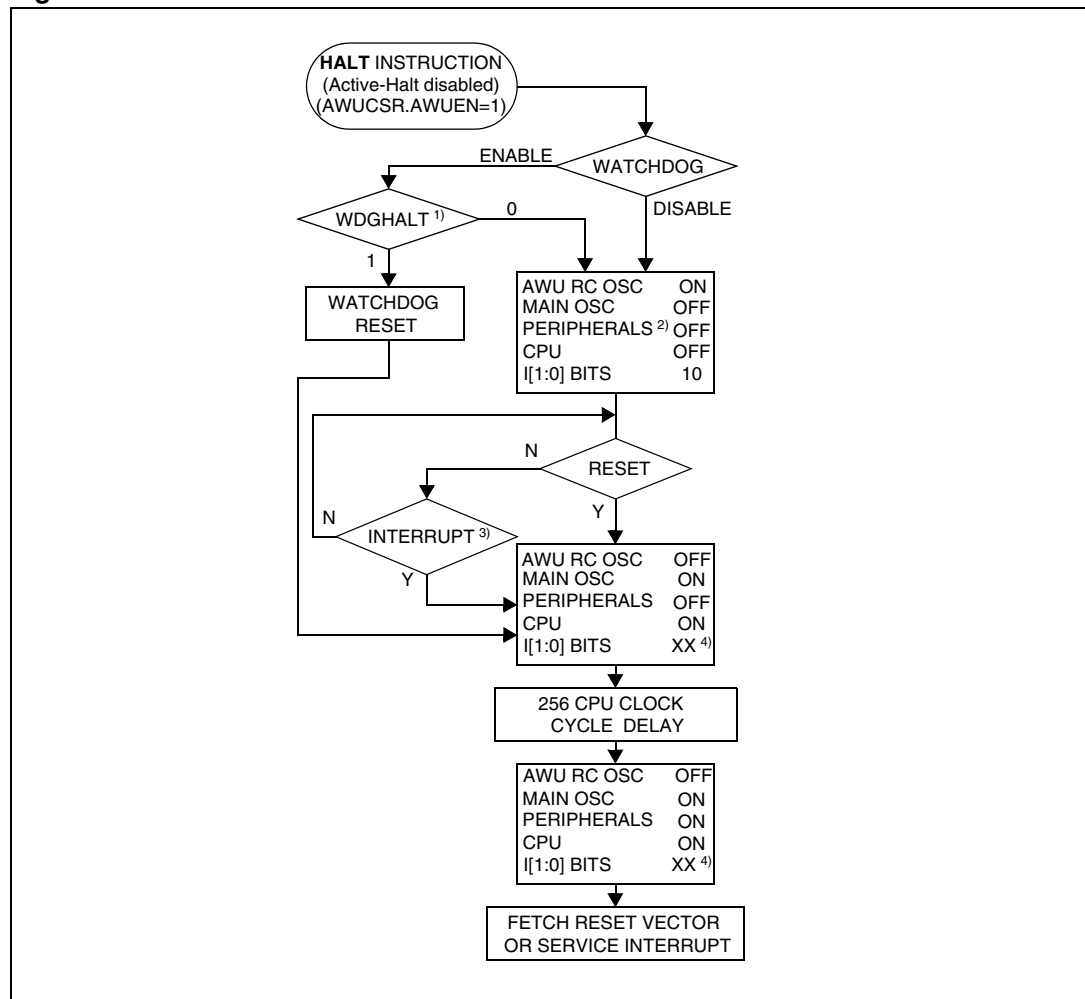 HALT INSTRUCTION
(Active-Halt disabled)
(AWUCSR.AWUEN=1)
WATCHDOG
ENABLE
DISABLE
WDGHALT 1)
0
1
WATCHDOG
RESET
AWU RC OSC ON
MAIN OSC OFF
PERIPHERALS 2) OFF
CPU OFF
I[1:0] BITS 10
RESET
N
Y
INTERRUPT 3)
N
Y
AWU RC OSC OFF
MAIN OSC ON
PERIPHERALS OFF
CPU ON
I[1:0] BITS XX 4)
256 CPU CLOCK
CYCLE DELAY
AWU RC OSC OFF
MAIN OSC ON
PERIPHERALS ON
CPU ON
I[1:0] BITS XX 4)
FETCH RESET VECTOR
OR SERVICE INTERRUPT